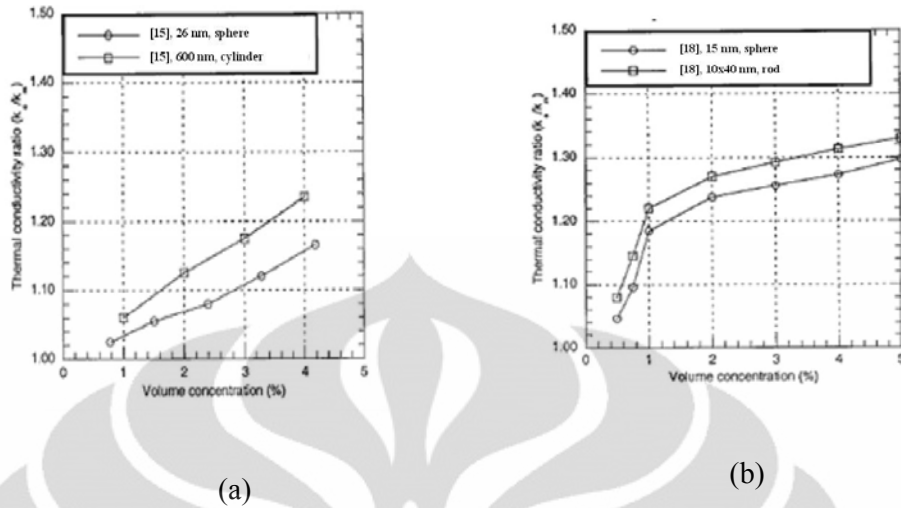 1.50
1.40
1.30
1.20
1.10
1.00
Thermal conductivity ratio (k_e/k_m)
[15], 26 nm, sphere
[15], 600 nm, cylinder
0 1 2 3 4 5
Volume concentration (%)
(a)
1.50
1.40
1.30
1.20
1.10
1.00
Thermal conductivity ratio (k_e/k_m)
[18], 15 nm, sphere
[18], 10x40 nm, rod
0 1 2 3 4 5
Volume concentration (%)
(b)